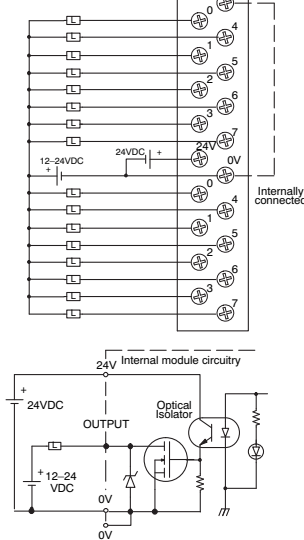 0
L
4
L
1
L
5
L
2
L
6
L
3
L
7
L
24VDC +
24V
12–24VDC
+
0V
0
L
Internally
connected
4
L
1
L
5
L
2
L
6
L
3
L
7
L
Internal module circuitry
24V
+
24VDC
OUTPUT
Optical
Isolator
L
+
12–24
VDC
0V
0V